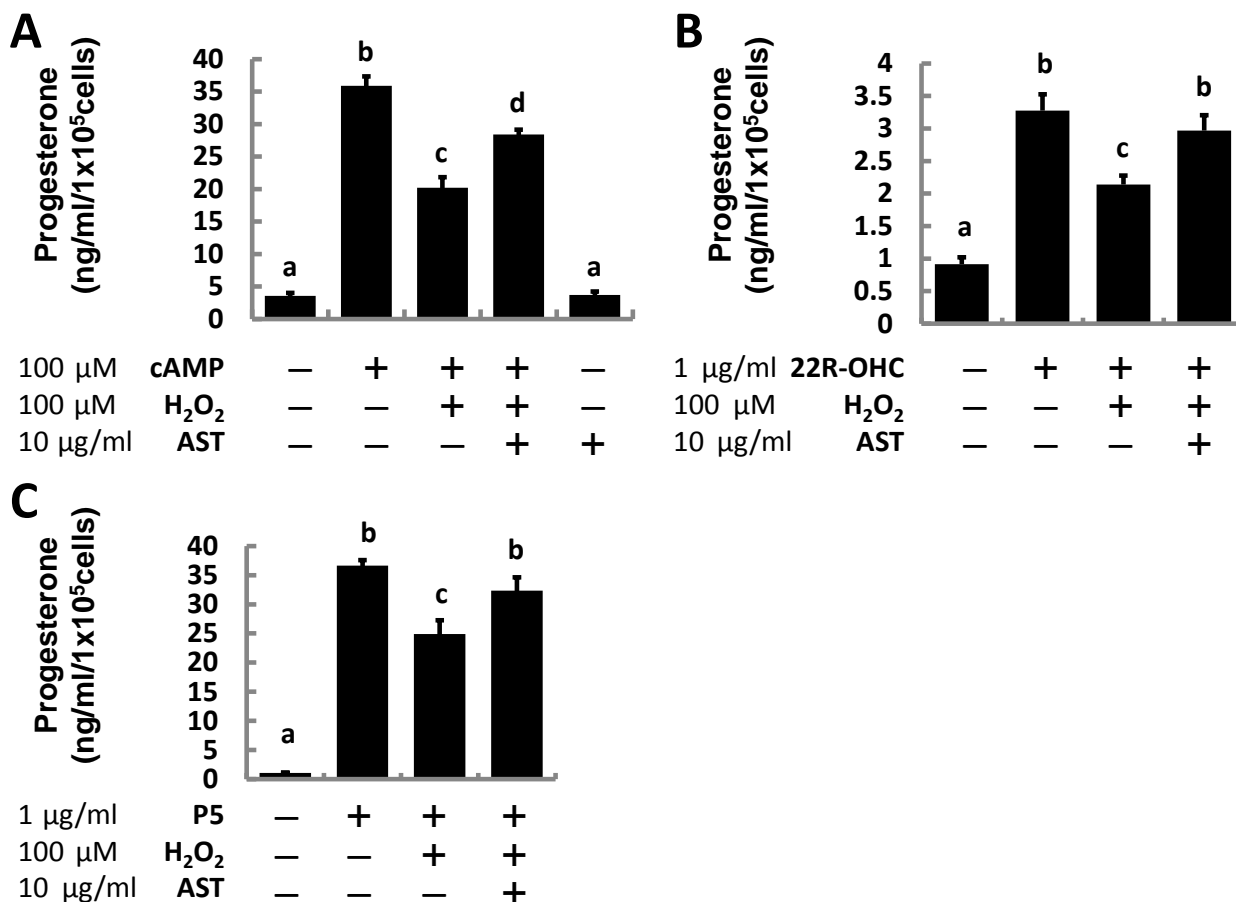 A
Progesterone
(ng/ml/1x10⁵cells)
40
35
30
25
20
15
10
5
0
a
b
c
d
a
100 µM cAMP — + + + —
100 µM H₂O₂ — — + + —
10 µg/ml AST — — — + +
B
Progesterone
(ng/ml/1x10⁵cells)
4
3.5
3
2.5
2
1.5
1
0.5
0
a
b
c
b
1 µg/ml 22R-OHC — + + +
100 µM H₂O₂ — — + +
10 µg/ml AST — — — +
C
Progesterone
(ng/ml/1x10⁵cells)
40
35
30
25
20
15
10
5
0
a
b
c
b
1 µg/ml P5 — + + +
100 µM H₂O₂ — — + +
10 µg/ml AST — — — +